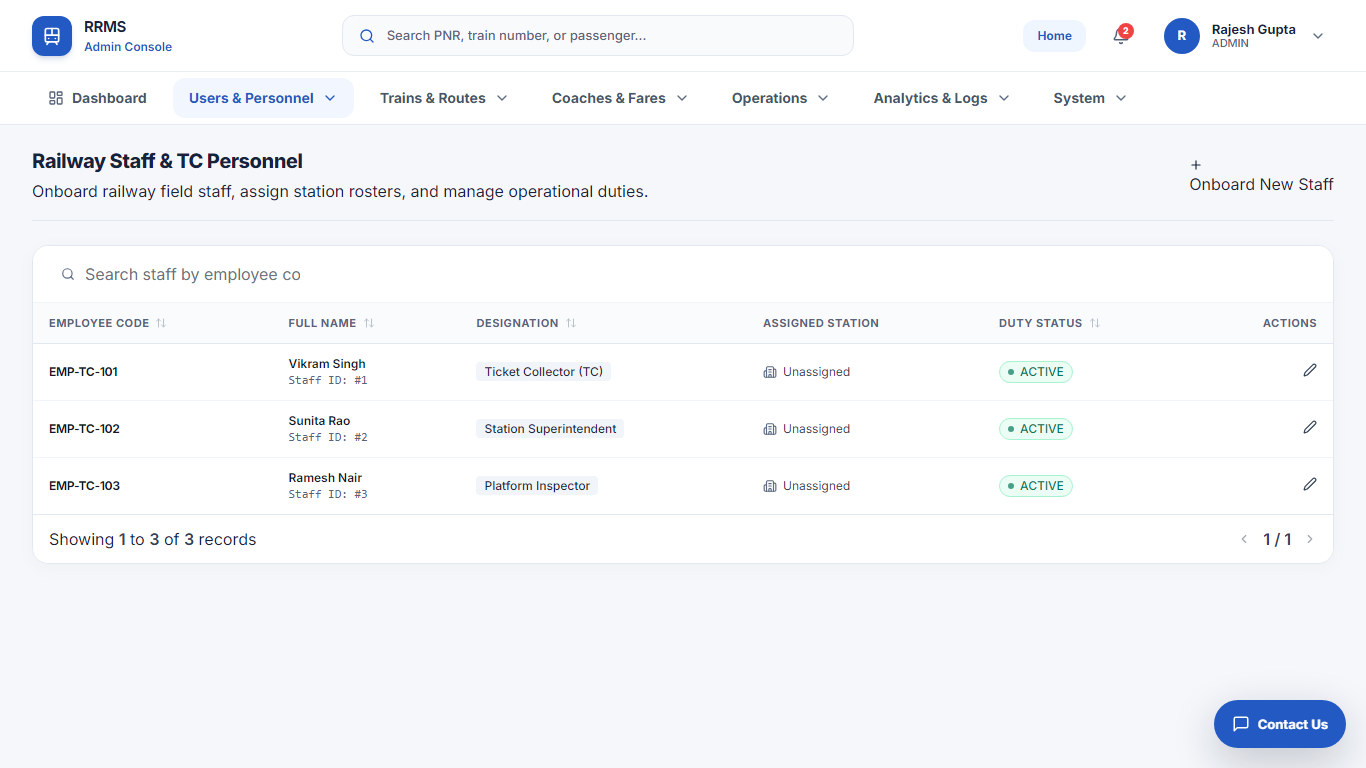 RRMS
Admin Console
Search PNR, train number, or passenger...
Home
2
R
Rajesh Gupta
ADMIN
Dashboard
Users & Personnel
Trains & Routes
Coaches & Fares
Operations
Analytics & Logs
System
Railway Staff & TC Personnel
Onboard railway field staff, assign station rosters, and manage operational duties.
+
Onboard New Staff
Search staff by employee co
EMPLOYEE CODE
FULL NAME
DESIGNATION
ASSIGNED STATION
DUTY STATUS
ACTIONS
EMP-TC-101
Vikram Singh
Staff ID: #1
Ticket Collector (TC)
Unassigned
ACTIVE
EMP-TC-102
Sunita Rao
Staff ID: #2
Station Superintendent
Unassigned
ACTIVE
EMP-TC-103
Ramesh Nair
Staff ID: #3
Platform Inspector
Unassigned
ACTIVE
Showing 1 to 3 of 3 records
1 / 1
Contact Us